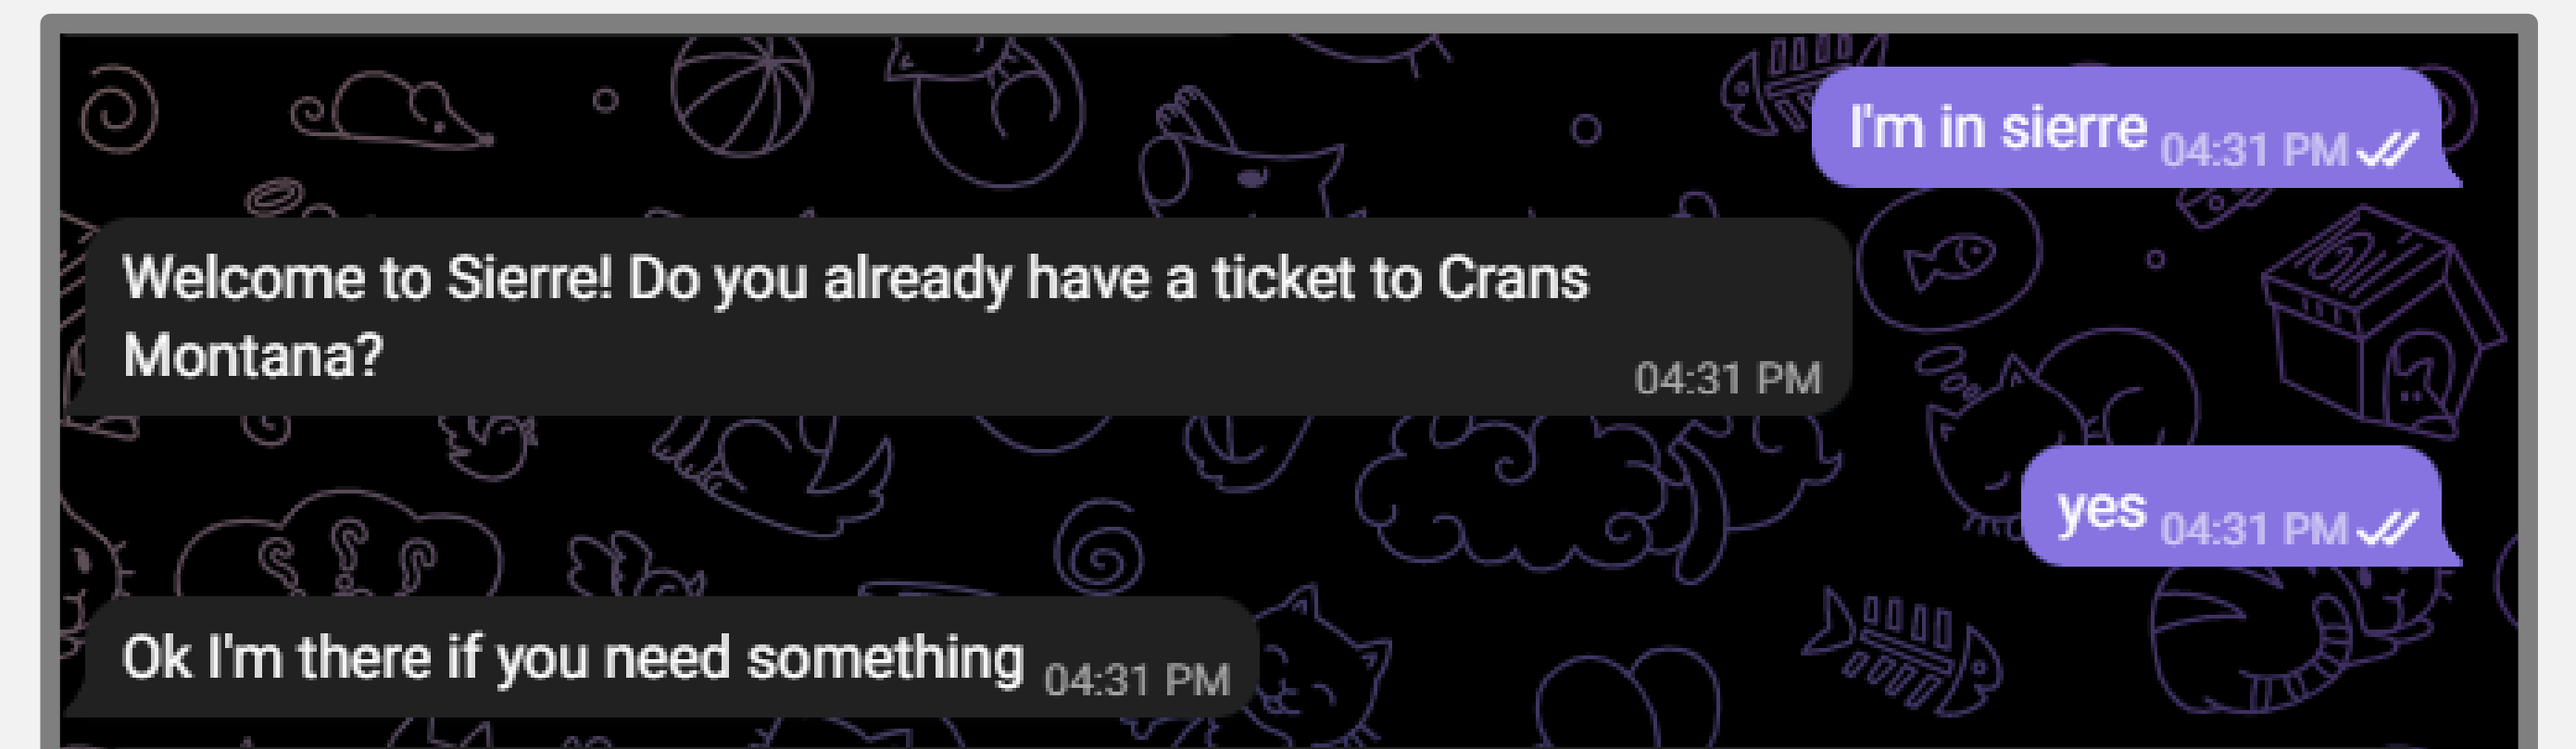 I'm in sierre 04:31 PM
Welcome to Sierre! Do you already have a ticket to Crans
Montana?
04:31 PM
yes 04:31 PM
Ok I'm there if you need something 04:31 PM